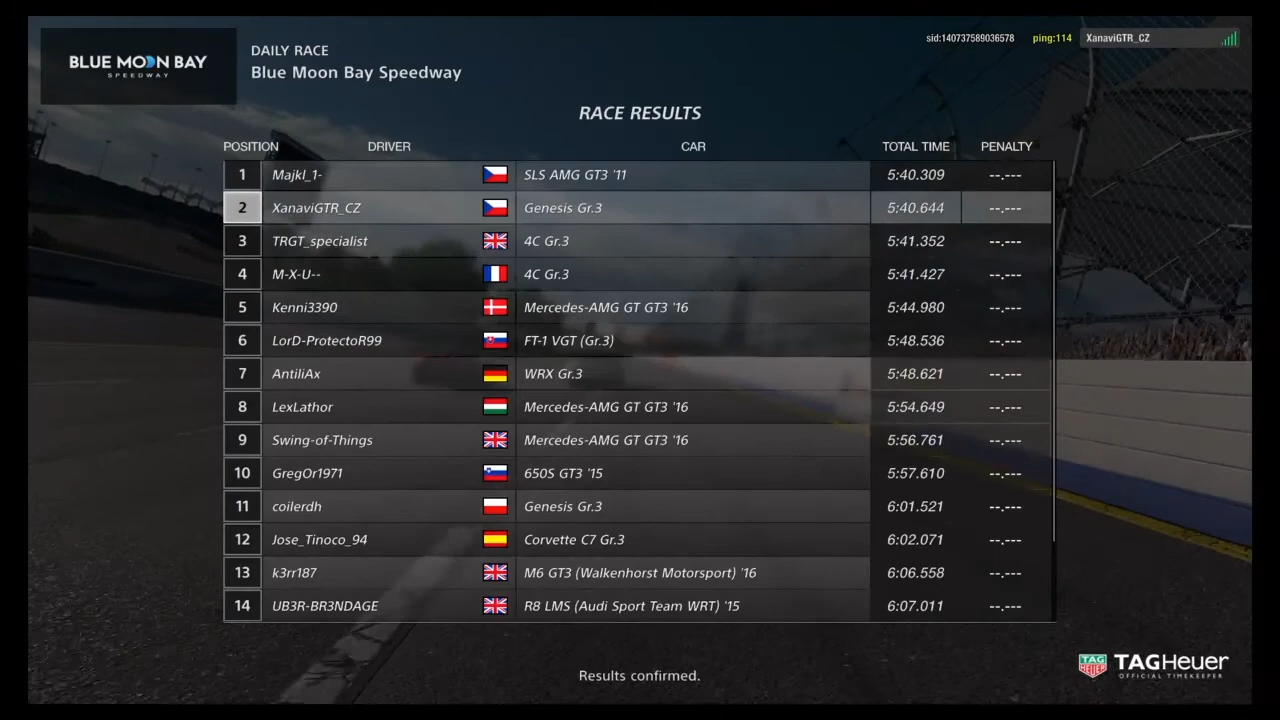 BLUE MOON BAY
SPEEDWAY
DAILY RACE
Blue Moon Bay Speedway
sid:140737589036578 ping:114 XanaviGTR_CZ
RACE RESULTS
POSITION DRIVER CAR TOTAL TIME PENALTY
1 Majkl_1- SLS AMG GT3 '11 5:40.309 --.---
2 XanaviGTR_CZ Genesis Gr.3 5:40.644 --.---
3 TRGT_specialist 4C Gr.3 5:41.352 --.---
4 M-X-U-- 4C Gr.3 5:41.427 --.---
5 Kenni3390 Mercedes-AMG GT GT3 '16 5:44.980 --.---
6 LorD-ProtectoR99 FT-1 VGT (Gr.3) 5:48.536 --.---
7 AntiliAx WRX Gr.3 5:48.621 --.---
8 LexLathor Mercedes-AMG GT GT3 '16 5:54.649 --.---
9 Swing-of-Things Mercedes-AMG GT GT3 '16 5:56.761 --.---
10 GregOr1971 650S GT3 '15 5:57.610 --.---
11 coilerdh Genesis Gr.3 6:01.521 --.---
12 Jose_Tinoco_94 Corvette C7 Gr.3 6:02.071 --.---
13 k3rr187 M6 GT3 (Walkenhorst Motorsport) '16 6:06.558 --.---
14 UB3R-BR3NDAGE R8 LMS (Audi Sport Team WRT) '15 6:07.011 --.---
Results confirmed.
TAG HEUER TAGHeuer
OFFICIAL TIMEKEEPER